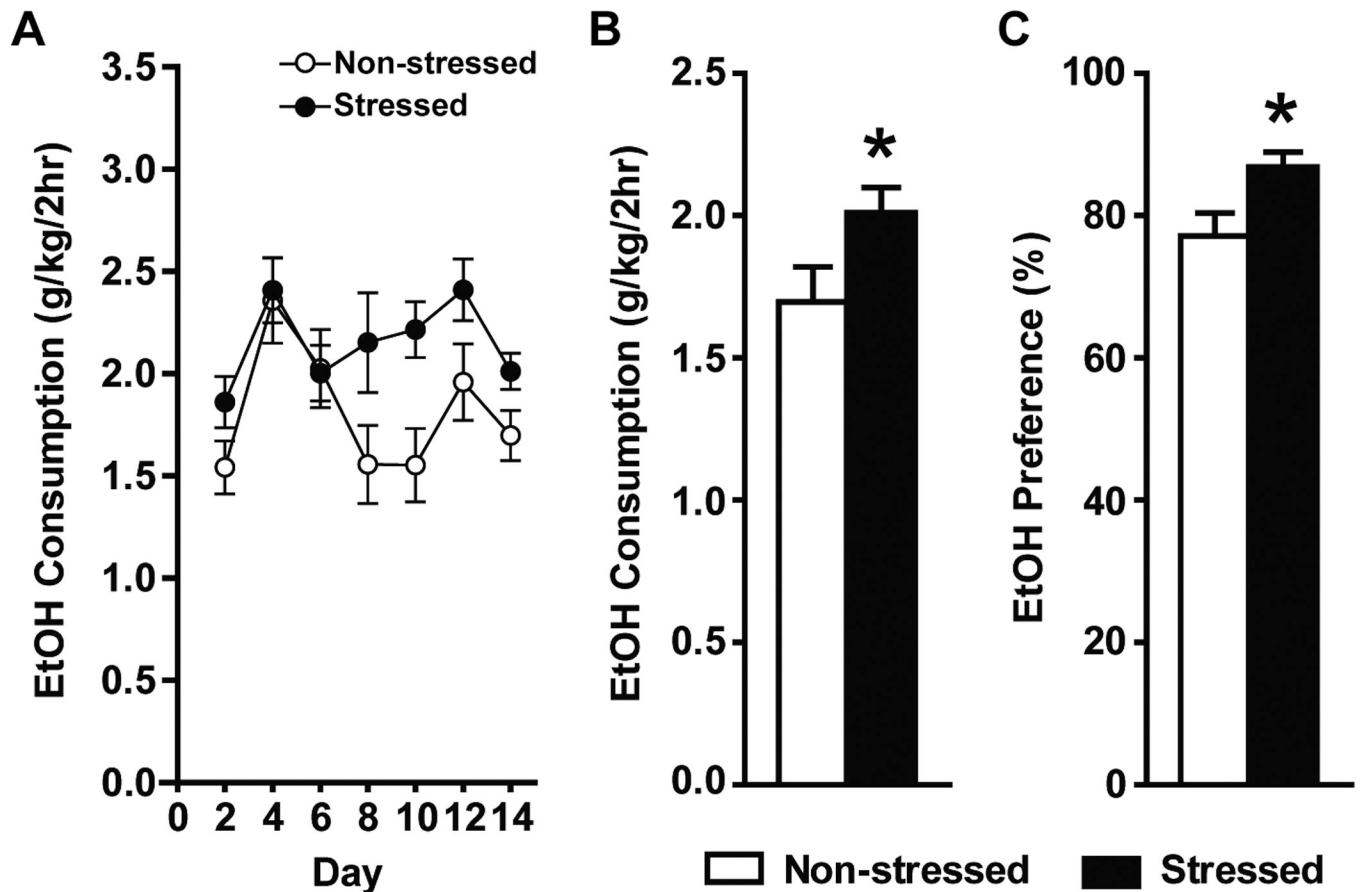 A
Non-stressed
Stressed
EtOH Consumption (g/kg/2hr)
3.5
3.0
2.5
2.0
1.5
1.0
0.5
0.0
0 2 4 6 8 10 12 14
Day
B
EtOH Consumption (g/kg/2hr)
2.5
2.0
1.5
1.0
0.5
0.0
*
C
EtOH Preference (%)
100
80
60
40
20
0
*
Non-stressed Stressed